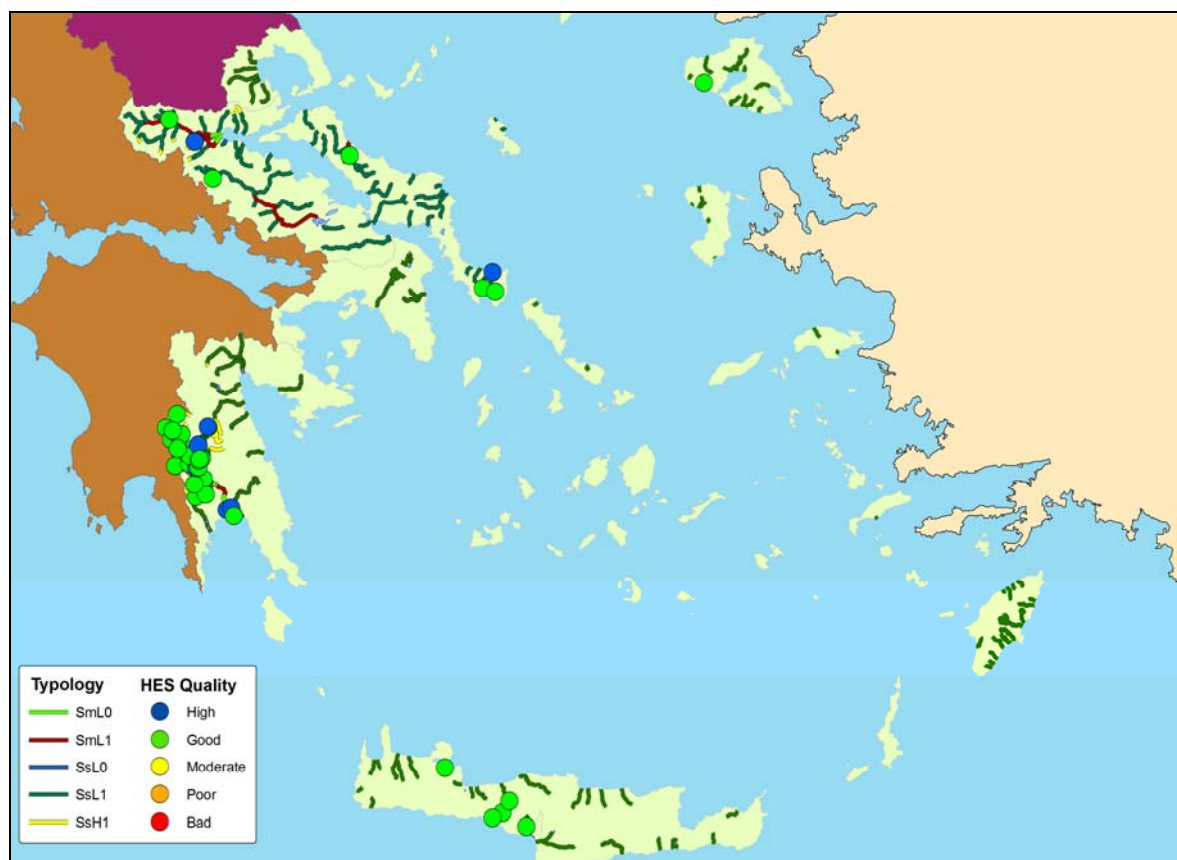 Typology HES Quality
SmL0 High
SmL1 Good
SsL0 Moderate
SsL1 Poor
SsH1 Bad